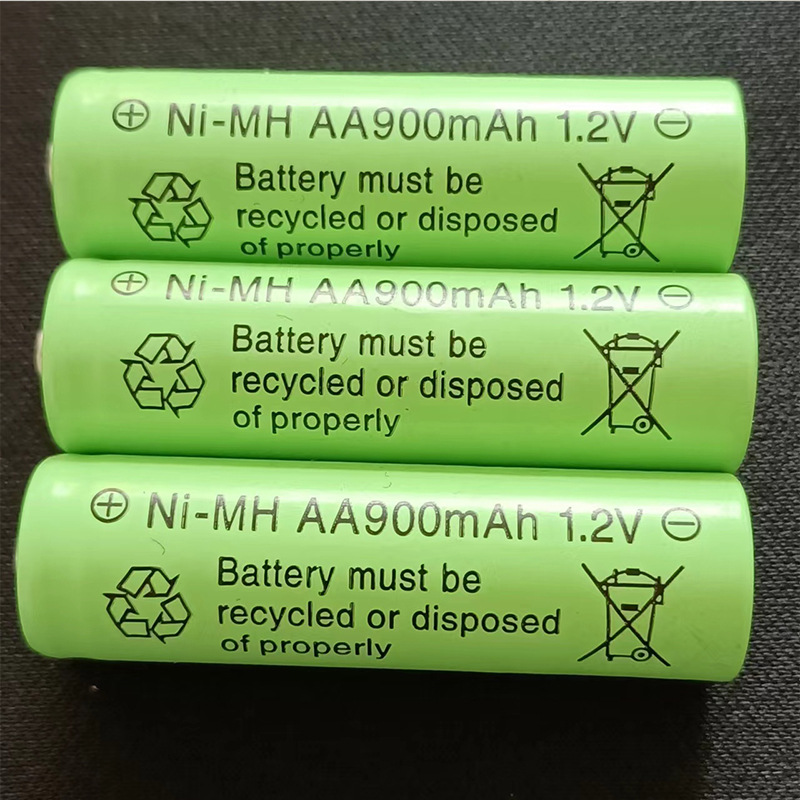 ⊕ Ni-MH AA900mAh 1.2V ⊖
Battery must be
recycled or disposed
of properly
⊕ Ni-MH AA900mAh 1.2V ⊖
Battery must be
recycled or disposed
of properly
⊕ Ni-MH AA900mAh 1.2V ⊖
Battery must be
recycled or disposed
of properly